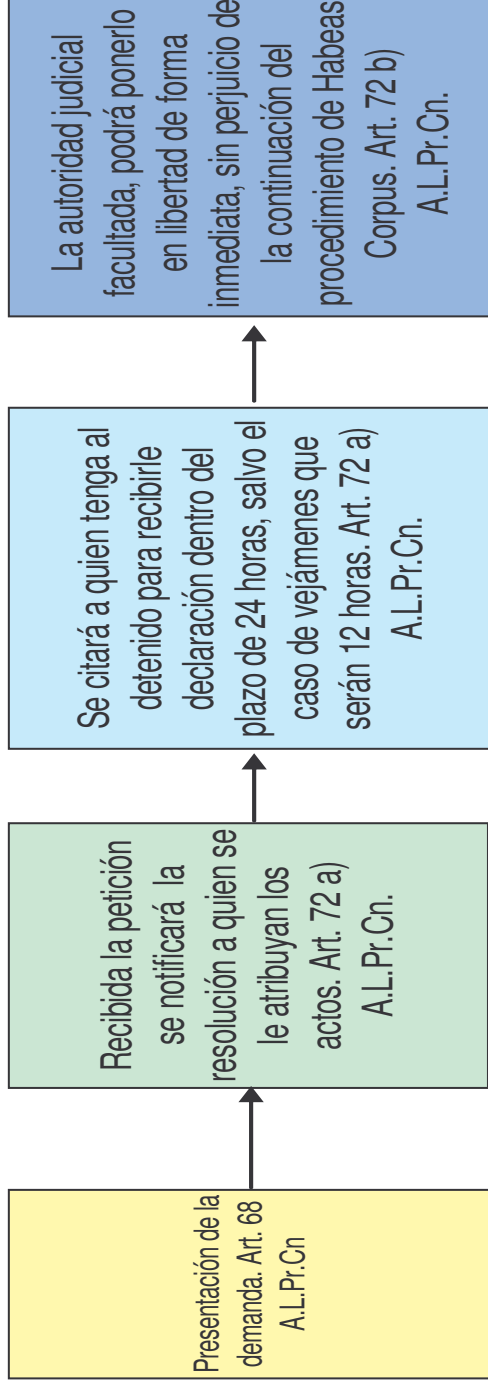 Presentación de la
demanda. Art. 68
A.L.Pr.Cn
Recibida la petición
se notificará la
resolución a quien se
le atribuyan los
actos. Art. 72 a)
A.L.Pr.Cn.
Se citará a quien tenga al
detenido para recibirle
declaración dentro del
plazo de 24 horas, salvo el
caso de vejámenes que
serán 12 horas. Art. 72 a)
A.L.Pr.Cn.
La autoridad judicial
facultada, podrá ponerlo
en libertad de forma
inmediata, sin perjuicio de
la continuación del
procedimiento de Habeas
Corpus. Art. 72 b)
A.L.Pr.Cn.